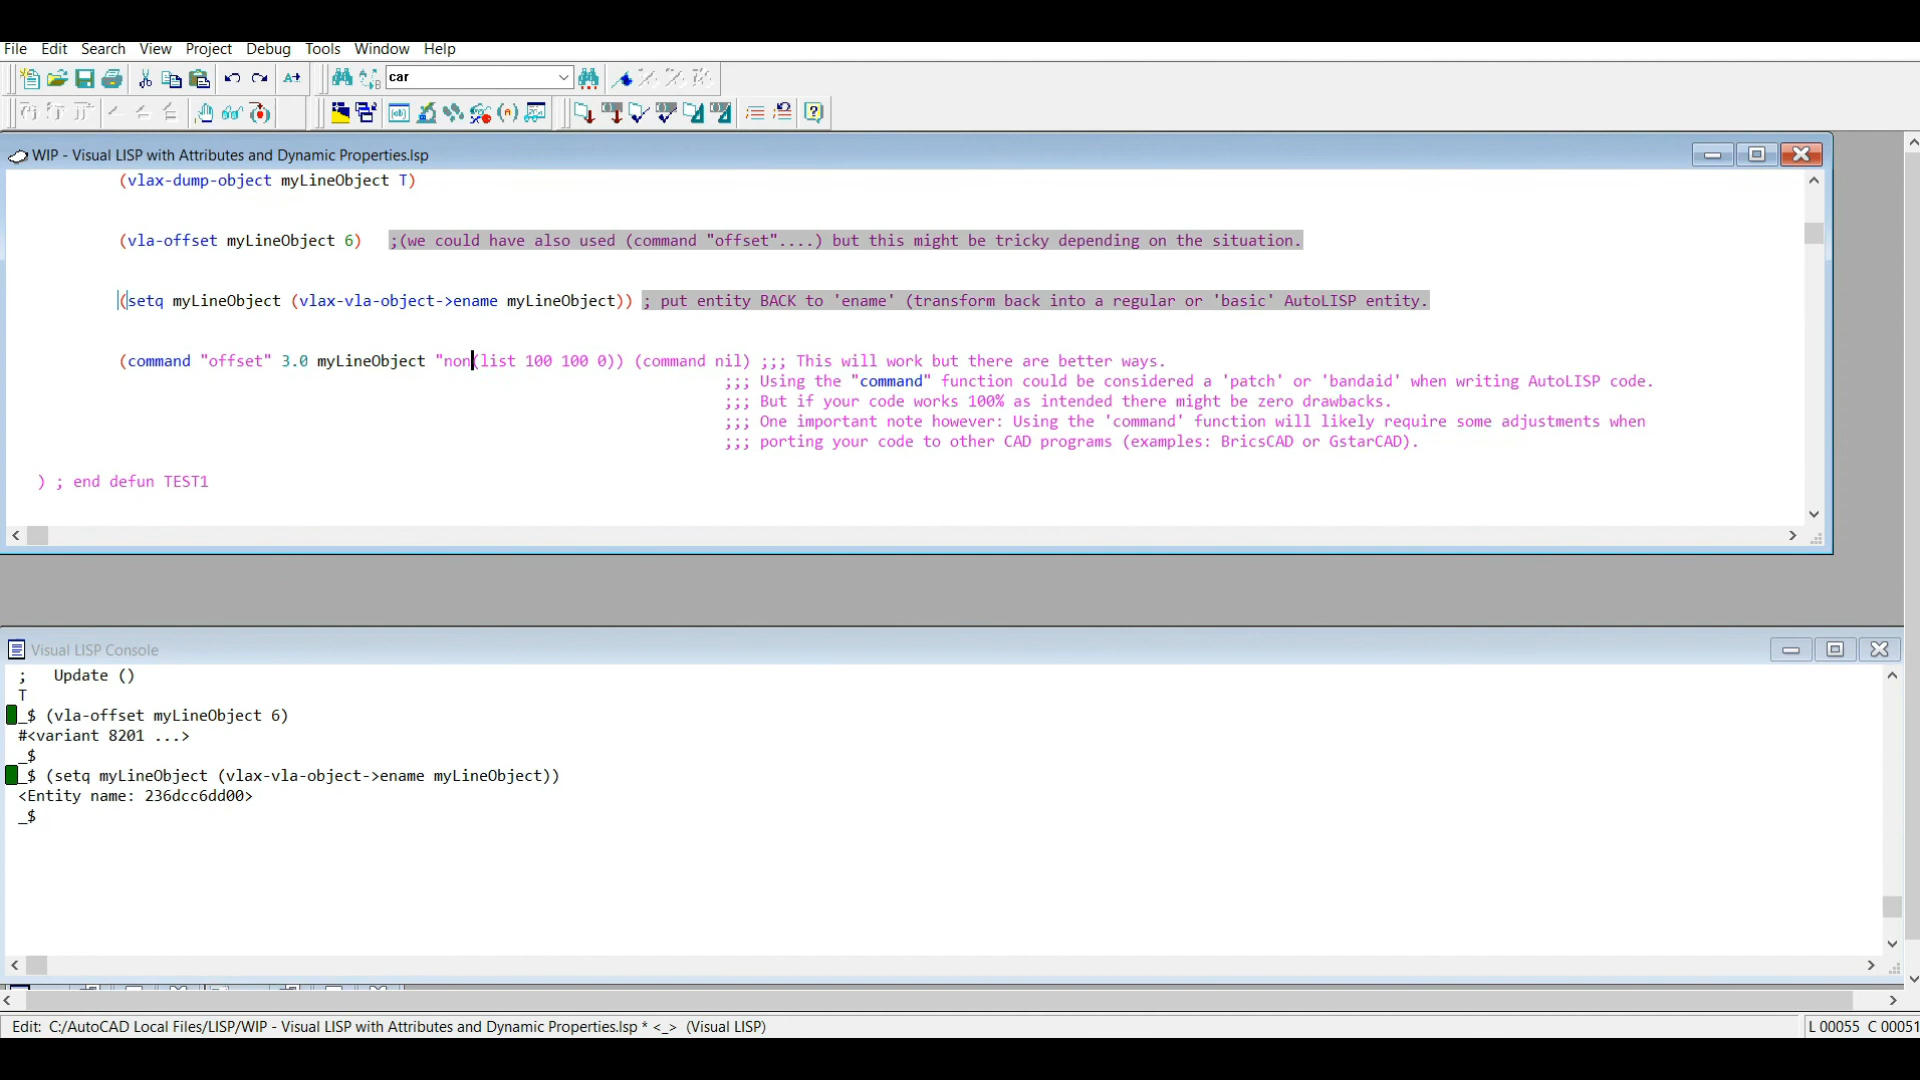 File Edit Search View Project Debug Tools Window Help
car
WIP - Visual LISP with Attributes and Dynamic Properties.lsp
(vlax-dump-object myLineObject T)
(vla-offset myLineObject 6) ;(we could have also used (command "offset"....) but this might be tricky depending on the situation.
(setq myLineObject (vlax-vla-object->ename myLineObject)) ; put entity BACK to 'ename' (transform back into a regular or 'basic' AutoLISP entity.
(command "offset" 3.0 myLineObject "non(list 100 100 0)) (command nil) ;;; This will work but there are better ways.
;;; Using the "command" function could be considered a 'patch' or 'bandaid' when writing AutoLISP code.
;;; But if your code works 100% as intended there might be zero drawbacks.
;;; One important note however: Using the 'command' function will likely require some adjustments when
;;; porting your code to other CAD programs (examples: BricsCAD or GstarCAD).
) ; end defun TEST1
Visual LISP Console
; Update ()
T
_$ (vla-offset myLineObject 6)
#<variant 8201 ...>
_$
_$ (setq myLineObject (vlax-vla-object->ename myLineObject))
<Entity name: 236dcc6dd00>
_$
Edit: C:/AutoCAD Local Files/LISP/WIP - Visual LISP with Attributes and Dynamic Properties.lsp * <_> (Visual LISP) L 00055 C 00051